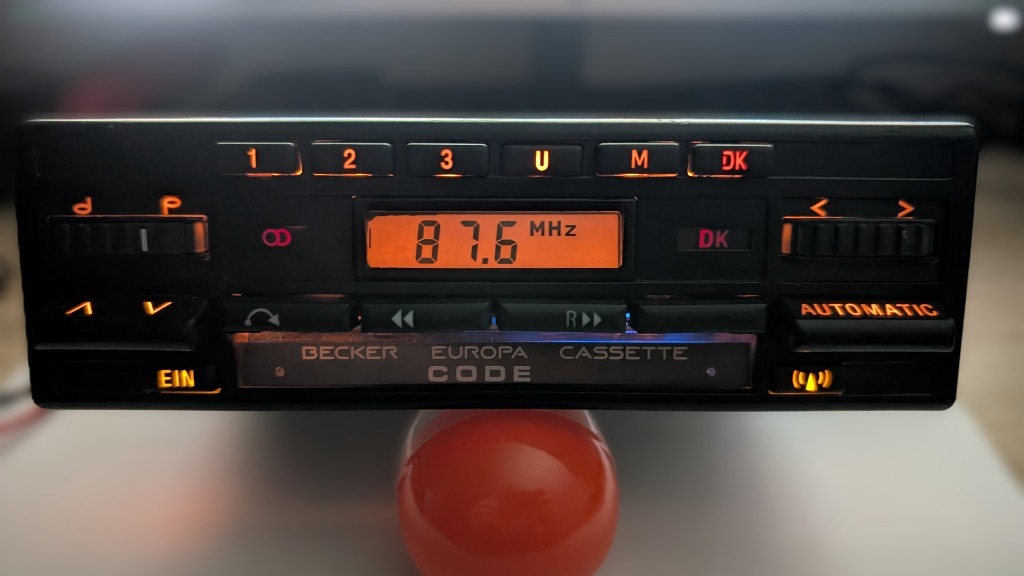 1 2 3 U M DK
87.6 MHz
DK
< >
R
AUTOMATIC
BECKER EUROPA CASSETTE
CODE
EIN